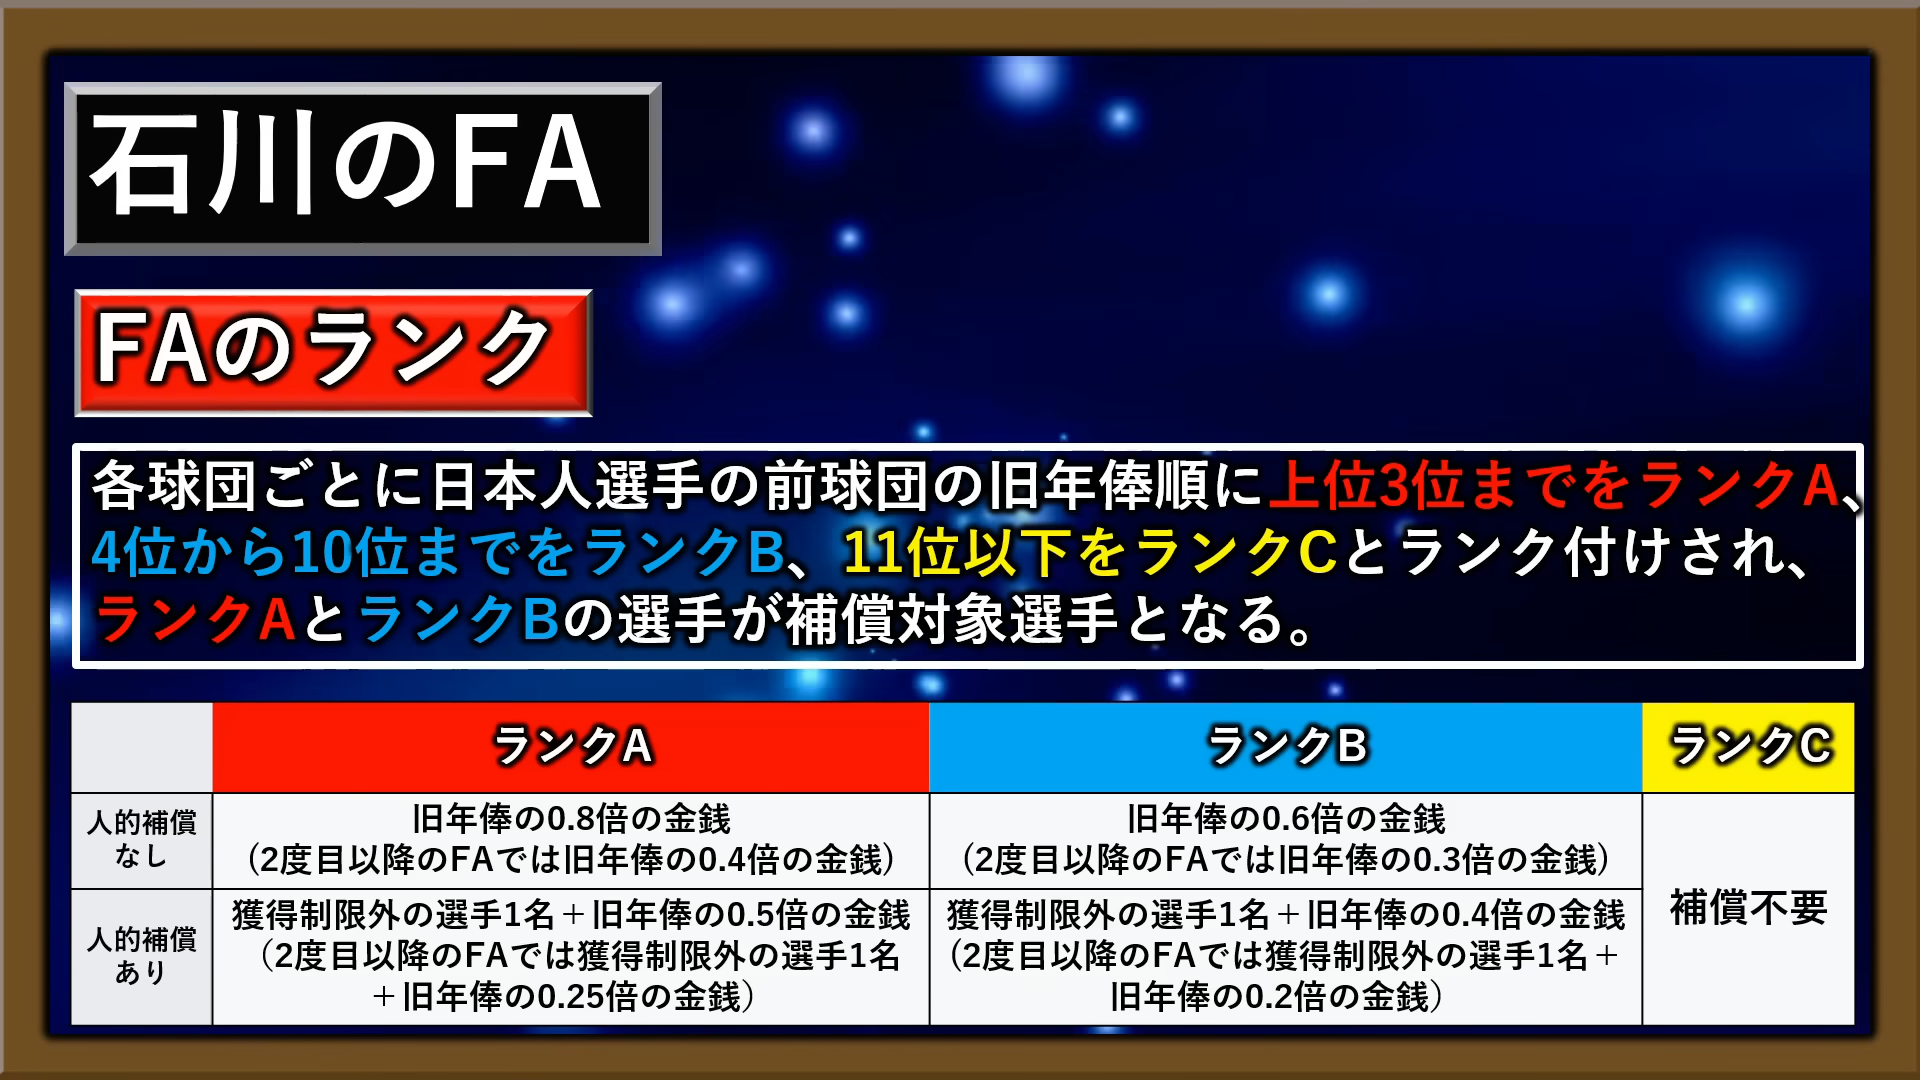 石川のFA
FAのランク
各球団ごとに日本人選手の前球団の旧年俸順に上位3位までをランクA、
4位から10位までをランクB、11位以下をランクCとランク付けされ、
ランクAとランクBの選手が補償対象選手となる。
ランクA
ランクB
ランクC
人的補償
なし
旧年俸の0.8倍の金銭
（2度目以降のFAでは旧年俸の0.4倍の金銭）
旧年俸の0.6倍の金銭
（2度目以降のFAでは旧年俸の0.3倍の金銭）
補償不要
人的補償
あり
獲得制限外の選手1名＋旧年俸の0.5倍の金銭
（2度目以降のFAでは獲得制限外の選手1名
＋旧年俸の0.25倍の金銭）
獲得制限外の選手1名＋旧年俸の0.4倍の金銭
（2度目以降のFAでは獲得制限外の選手1名＋
旧年俸の0.2倍の金銭）